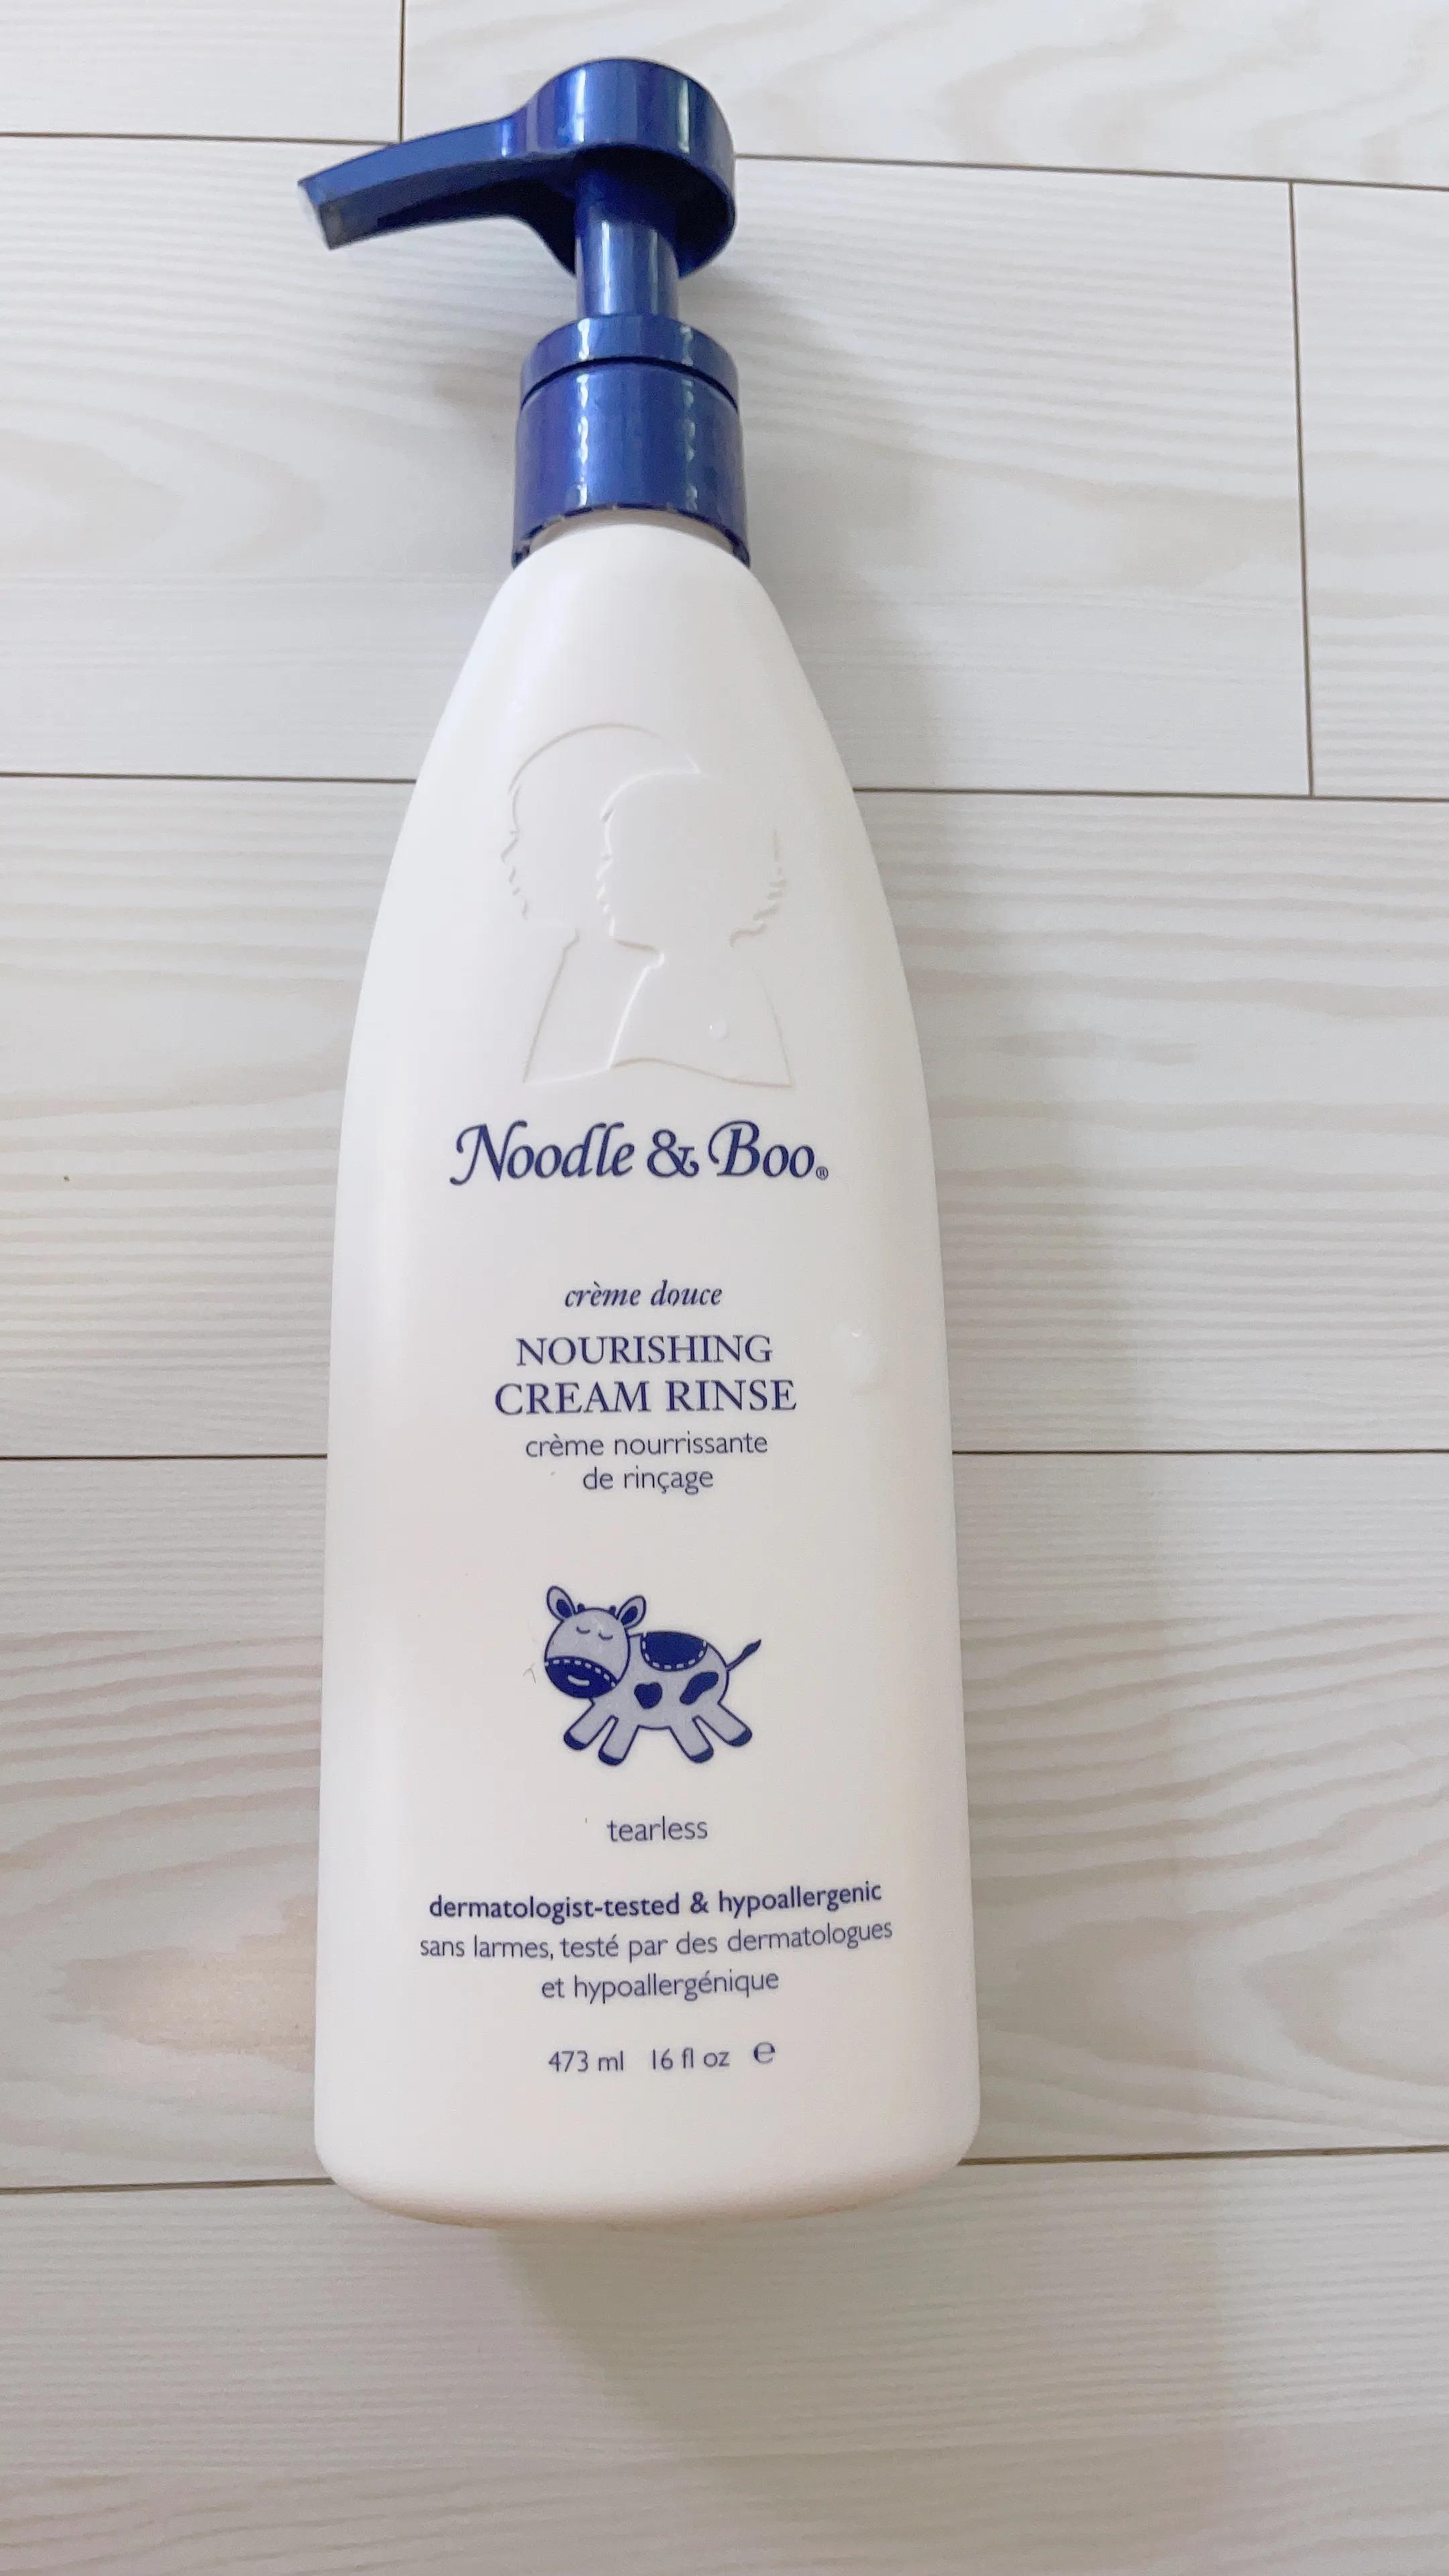 Noodle & Boo®
crème douce
NOURISHING
CREAM RINSE
crème nourrissante
de rinçage
tearless
dermatologist-tested & hypoallergenic
sans larmes, testé par des dermatologues
et hypoallergénique
473 ml 16 fl oz ℮